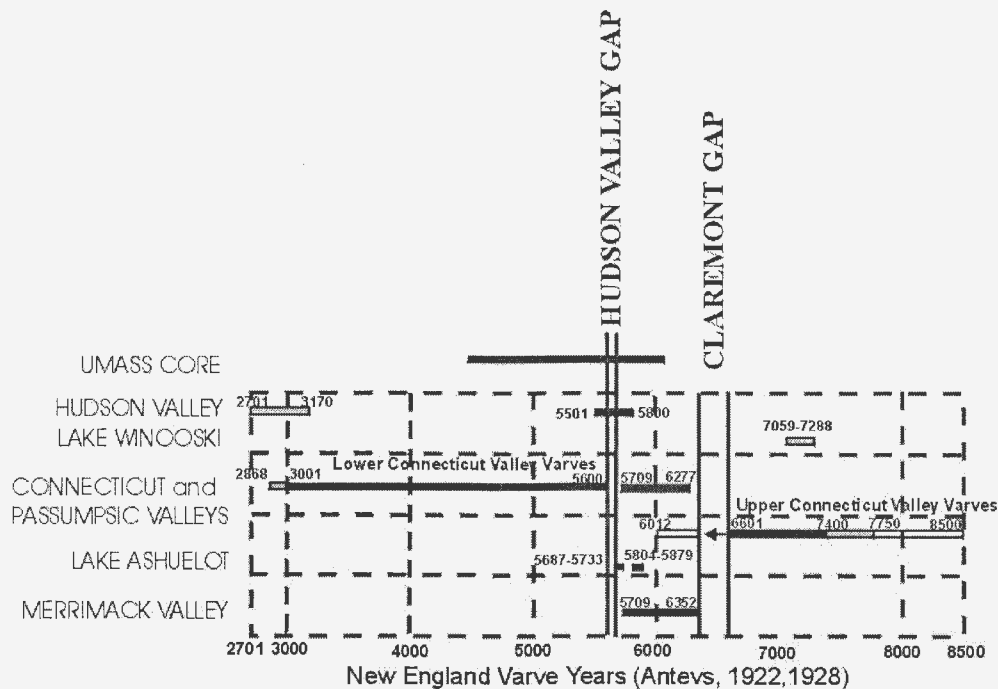 HUDSON VALLEY GAP
CLAREMONT GAP
UMASS CORE
HUDSON VALLEY
2701 3170
5501 5800
LAKE WINOOSKI
7059-7288
Lower Connecticut Valley Varves
2868 3001
5600 5709 6277
CONNECTICUT and
PASSUMPSIC VALLEYS
Upper Connecticut Valley Varves
6012 6601 7400 7750 8500
LAKE ASHUELOT
5687-5733 5804-5879
MERRIMACK VALLEY
5709 6352
2701 3000 4000 5000 6000 7000 8000 8500
New England Varve Years (Antevs, 1922,1928)